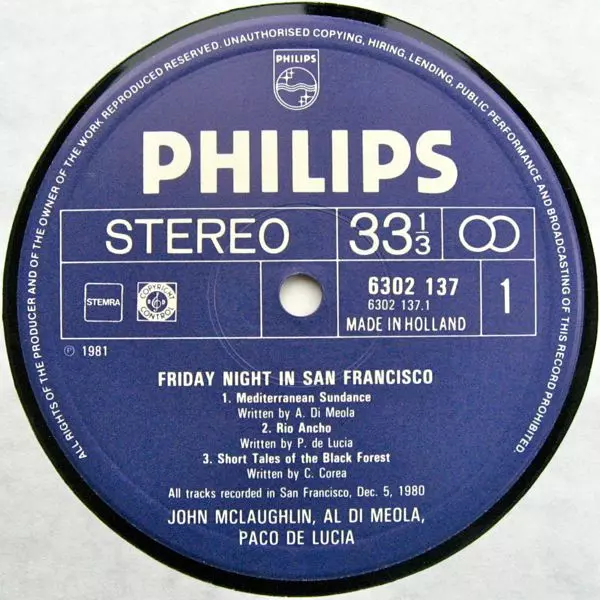 ALL RIGHTS OF THE PRODUCER AND OF THE OWNER OF THE WORK REPRODUCED RESERVED. UNAUTHORISED COPYING, HIRING, LENDING, PUBLIC PERFORMANCE AND BROADCASTING OF THIS RECORD PROHIBITED.
PHILIPS
PHILIPS
STEREO
33 1/3
STEMRA
COPYRIGHT CONTROL
6302 137
6302 137.1
MADE IN HOLLAND
1
℗ 1981
FRIDAY NIGHT IN SAN FRANCISCO
1. Mediterranean Sundance
Written by A. Di Meola
2. Rio Ancho
Written by P. de Lucia
3. Short Tales of the Black Forest
Written by C. Corea
All tracks recorded in San Francisco, Dec. 5, 1980
JOHN MCLAUGHLIN, AL DI MEOLA,
PACO DE LUCIA